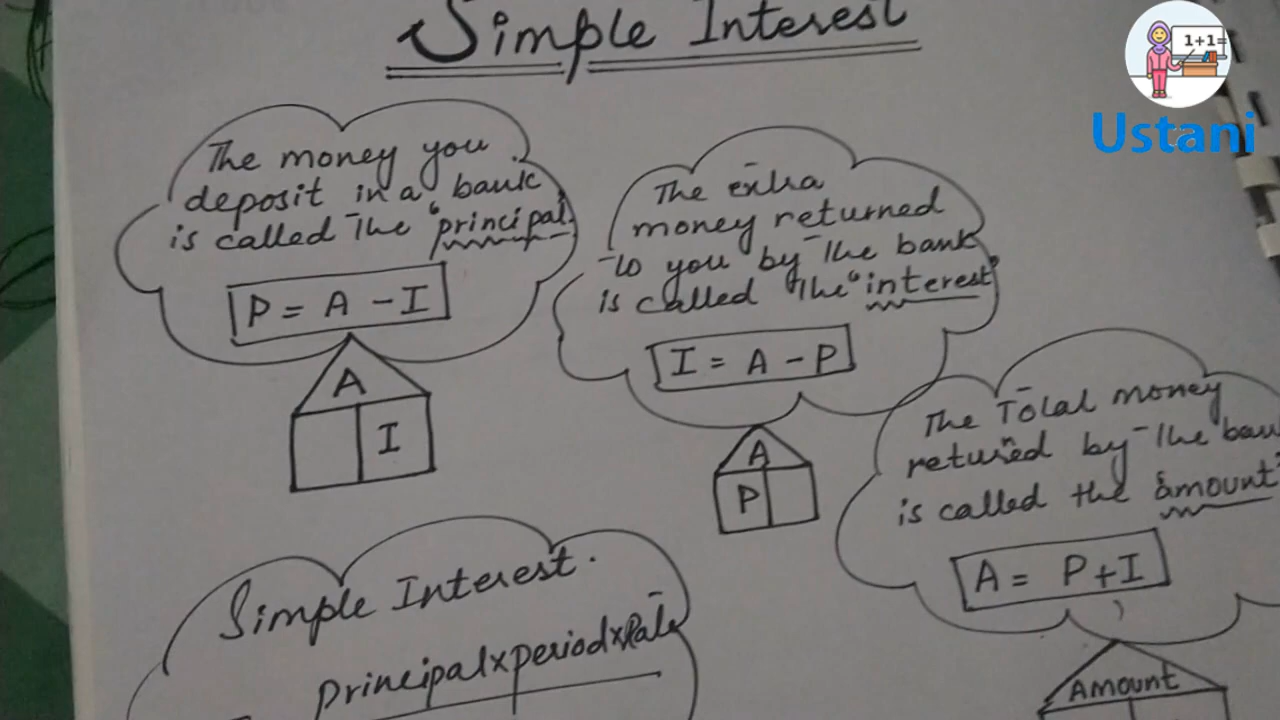 Simple Interest
1+1=
Ustani
The money you
deposit in a bank
is called the "principal.
P = A - I
A
I
The extra
money returned
to you by the bank
is called the "interest"
I = A - P
A
P
The Total money
returned by the ban
is called the amount"
A = P + I
Amount
Simple Interest.
Principal x period x Rate